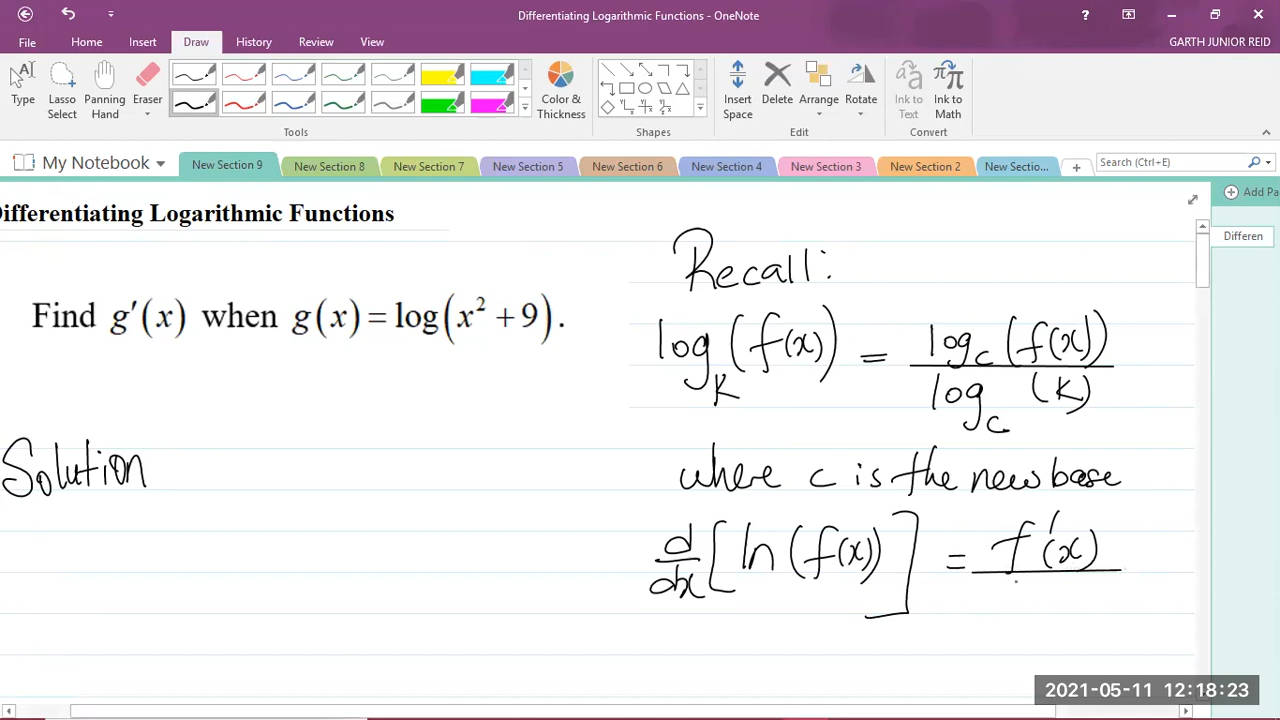 Differentiating Logarithmic Functions - OneNote
GARTH JUNIOR REID
File Home Insert Draw History Review View
Type
Lasso Select
Panning Hand
Eraser
Color & Thickness
Insert Space
Delete
Arrange
Rotate
Ink to Text
Ink to Math
Tools
Shapes
Edit
Convert
My Notebook
New Section 9
New Section 8
New Section 7
New Section 5
New Section 6
New Section 4
New Section 3
New Section 2
New Sectio...
Search (Ctrl+E)
Add Pa
Differen
ifferentiating Logarithmic Functions
Find g′(x) when g(x) = log(x² + 9).
Solution
Recall:
log_K (f(x)) = log_c (f(x)) / log_c (K)
where c is the new base
d/dx [ln (f(x))] = f′(x)
2021-05-11 12:18:23